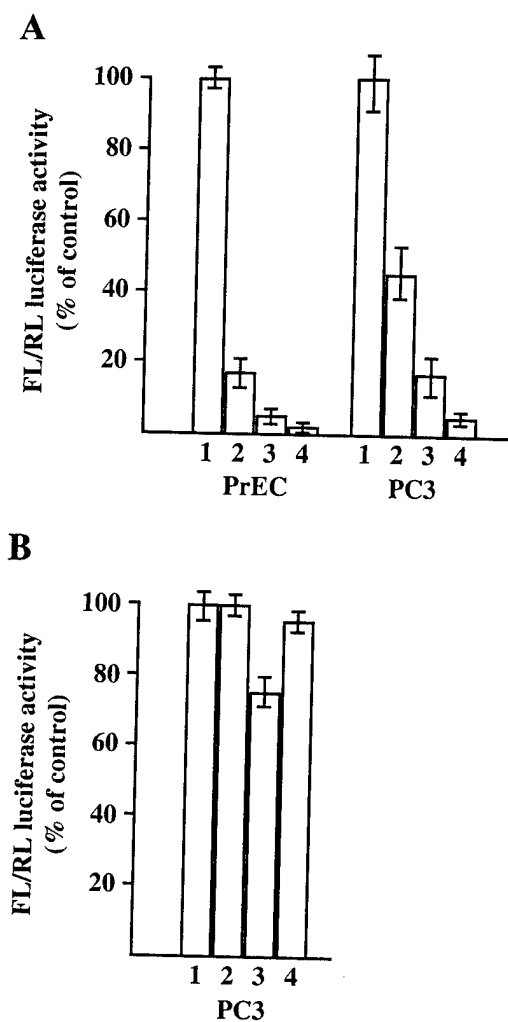 A
FL/RL luciferase activity
(% of control)
100
80
60
40
20
1 2 3 4 1 2 3 4
PrEC PC3
B
FL/RL luciferase activity
(% of control)
100
80
60
40
20
1 2 3 4
PC3